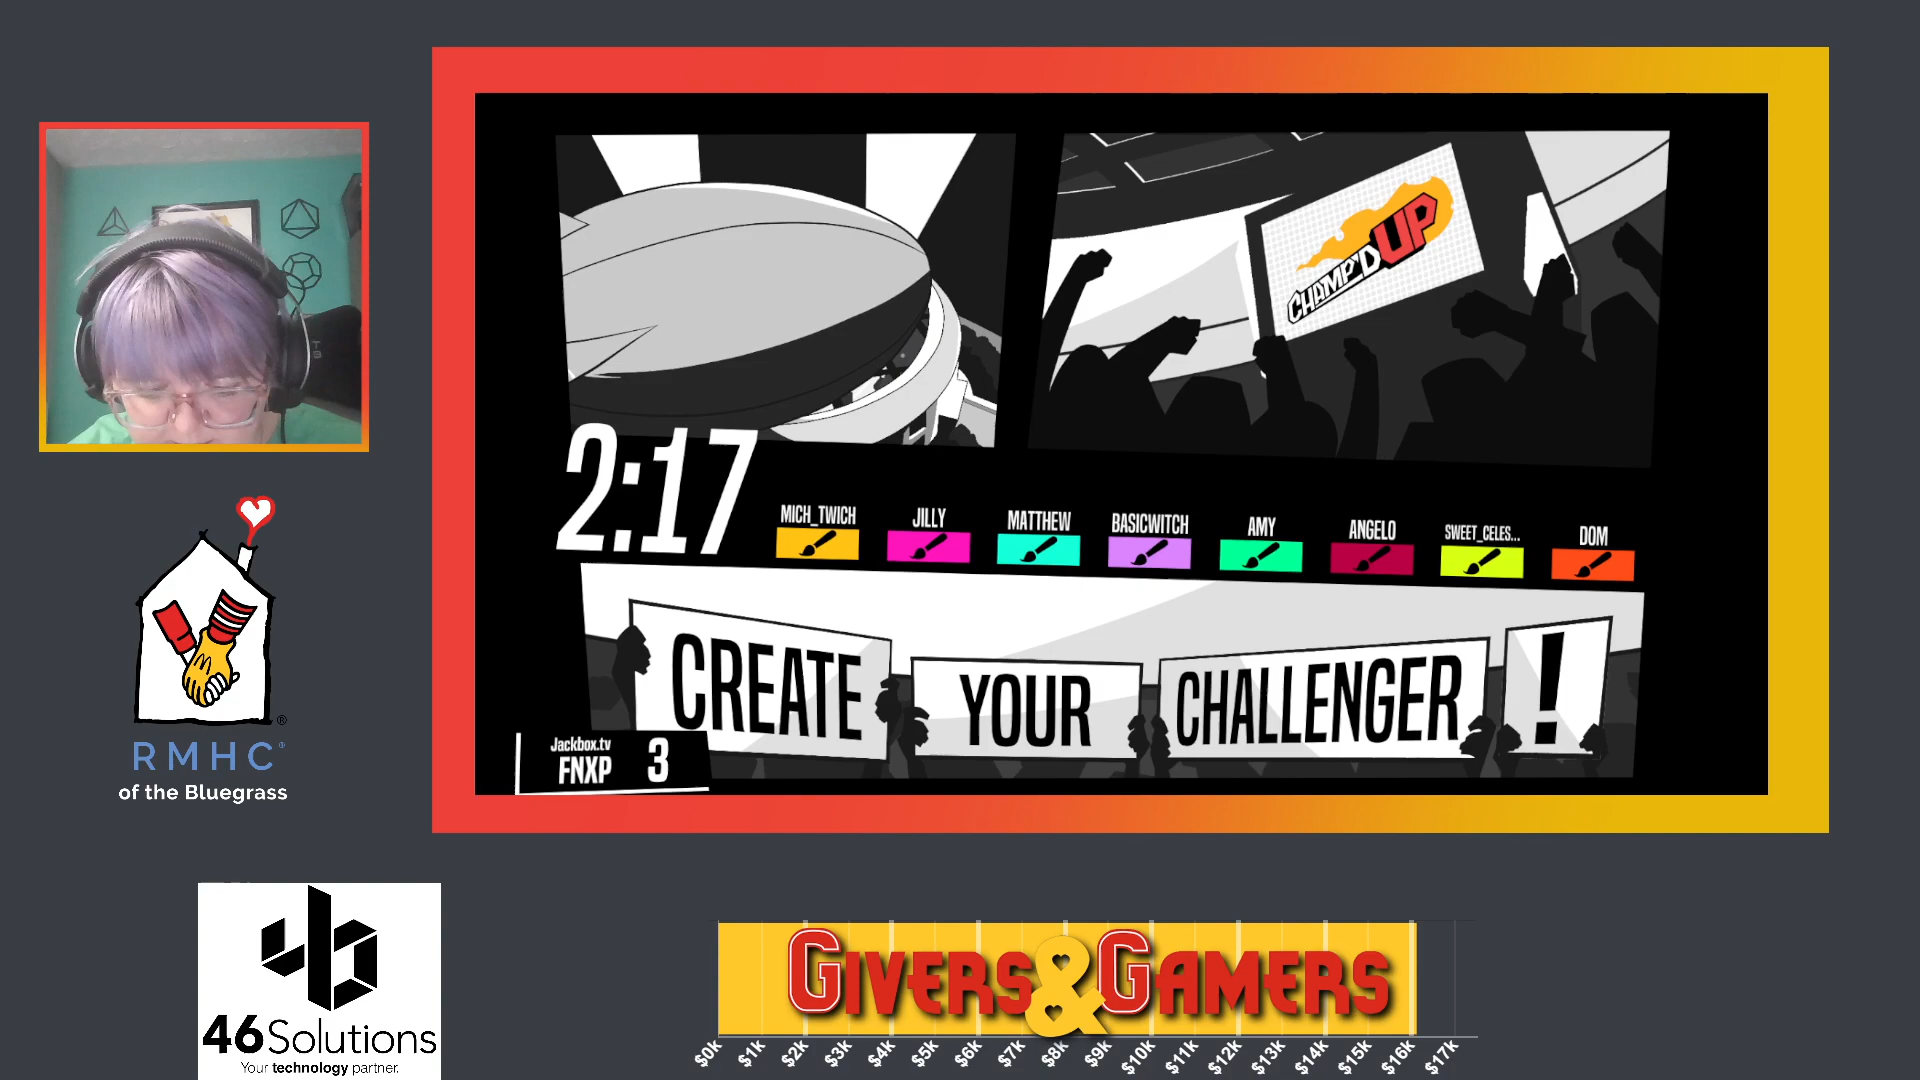 CHAMP'D UP
2:17
MICH_TWICH
JILLY
MATTHEW
BASICWITCH
AMY
ANGELO
SWEET_CELES...
DOM
CREATE YOUR CHALLENGER !
Jackbox.tv
FNXP
3
RMHC®
of the Bluegrass
46 Solutions
Your technology partner.
GIVERS & GAMERS
$0k $1k $2k $3k $4k $5k $6k $7k $8k $9k $10k $11k $12k $13k $14k $15k $16k $17k